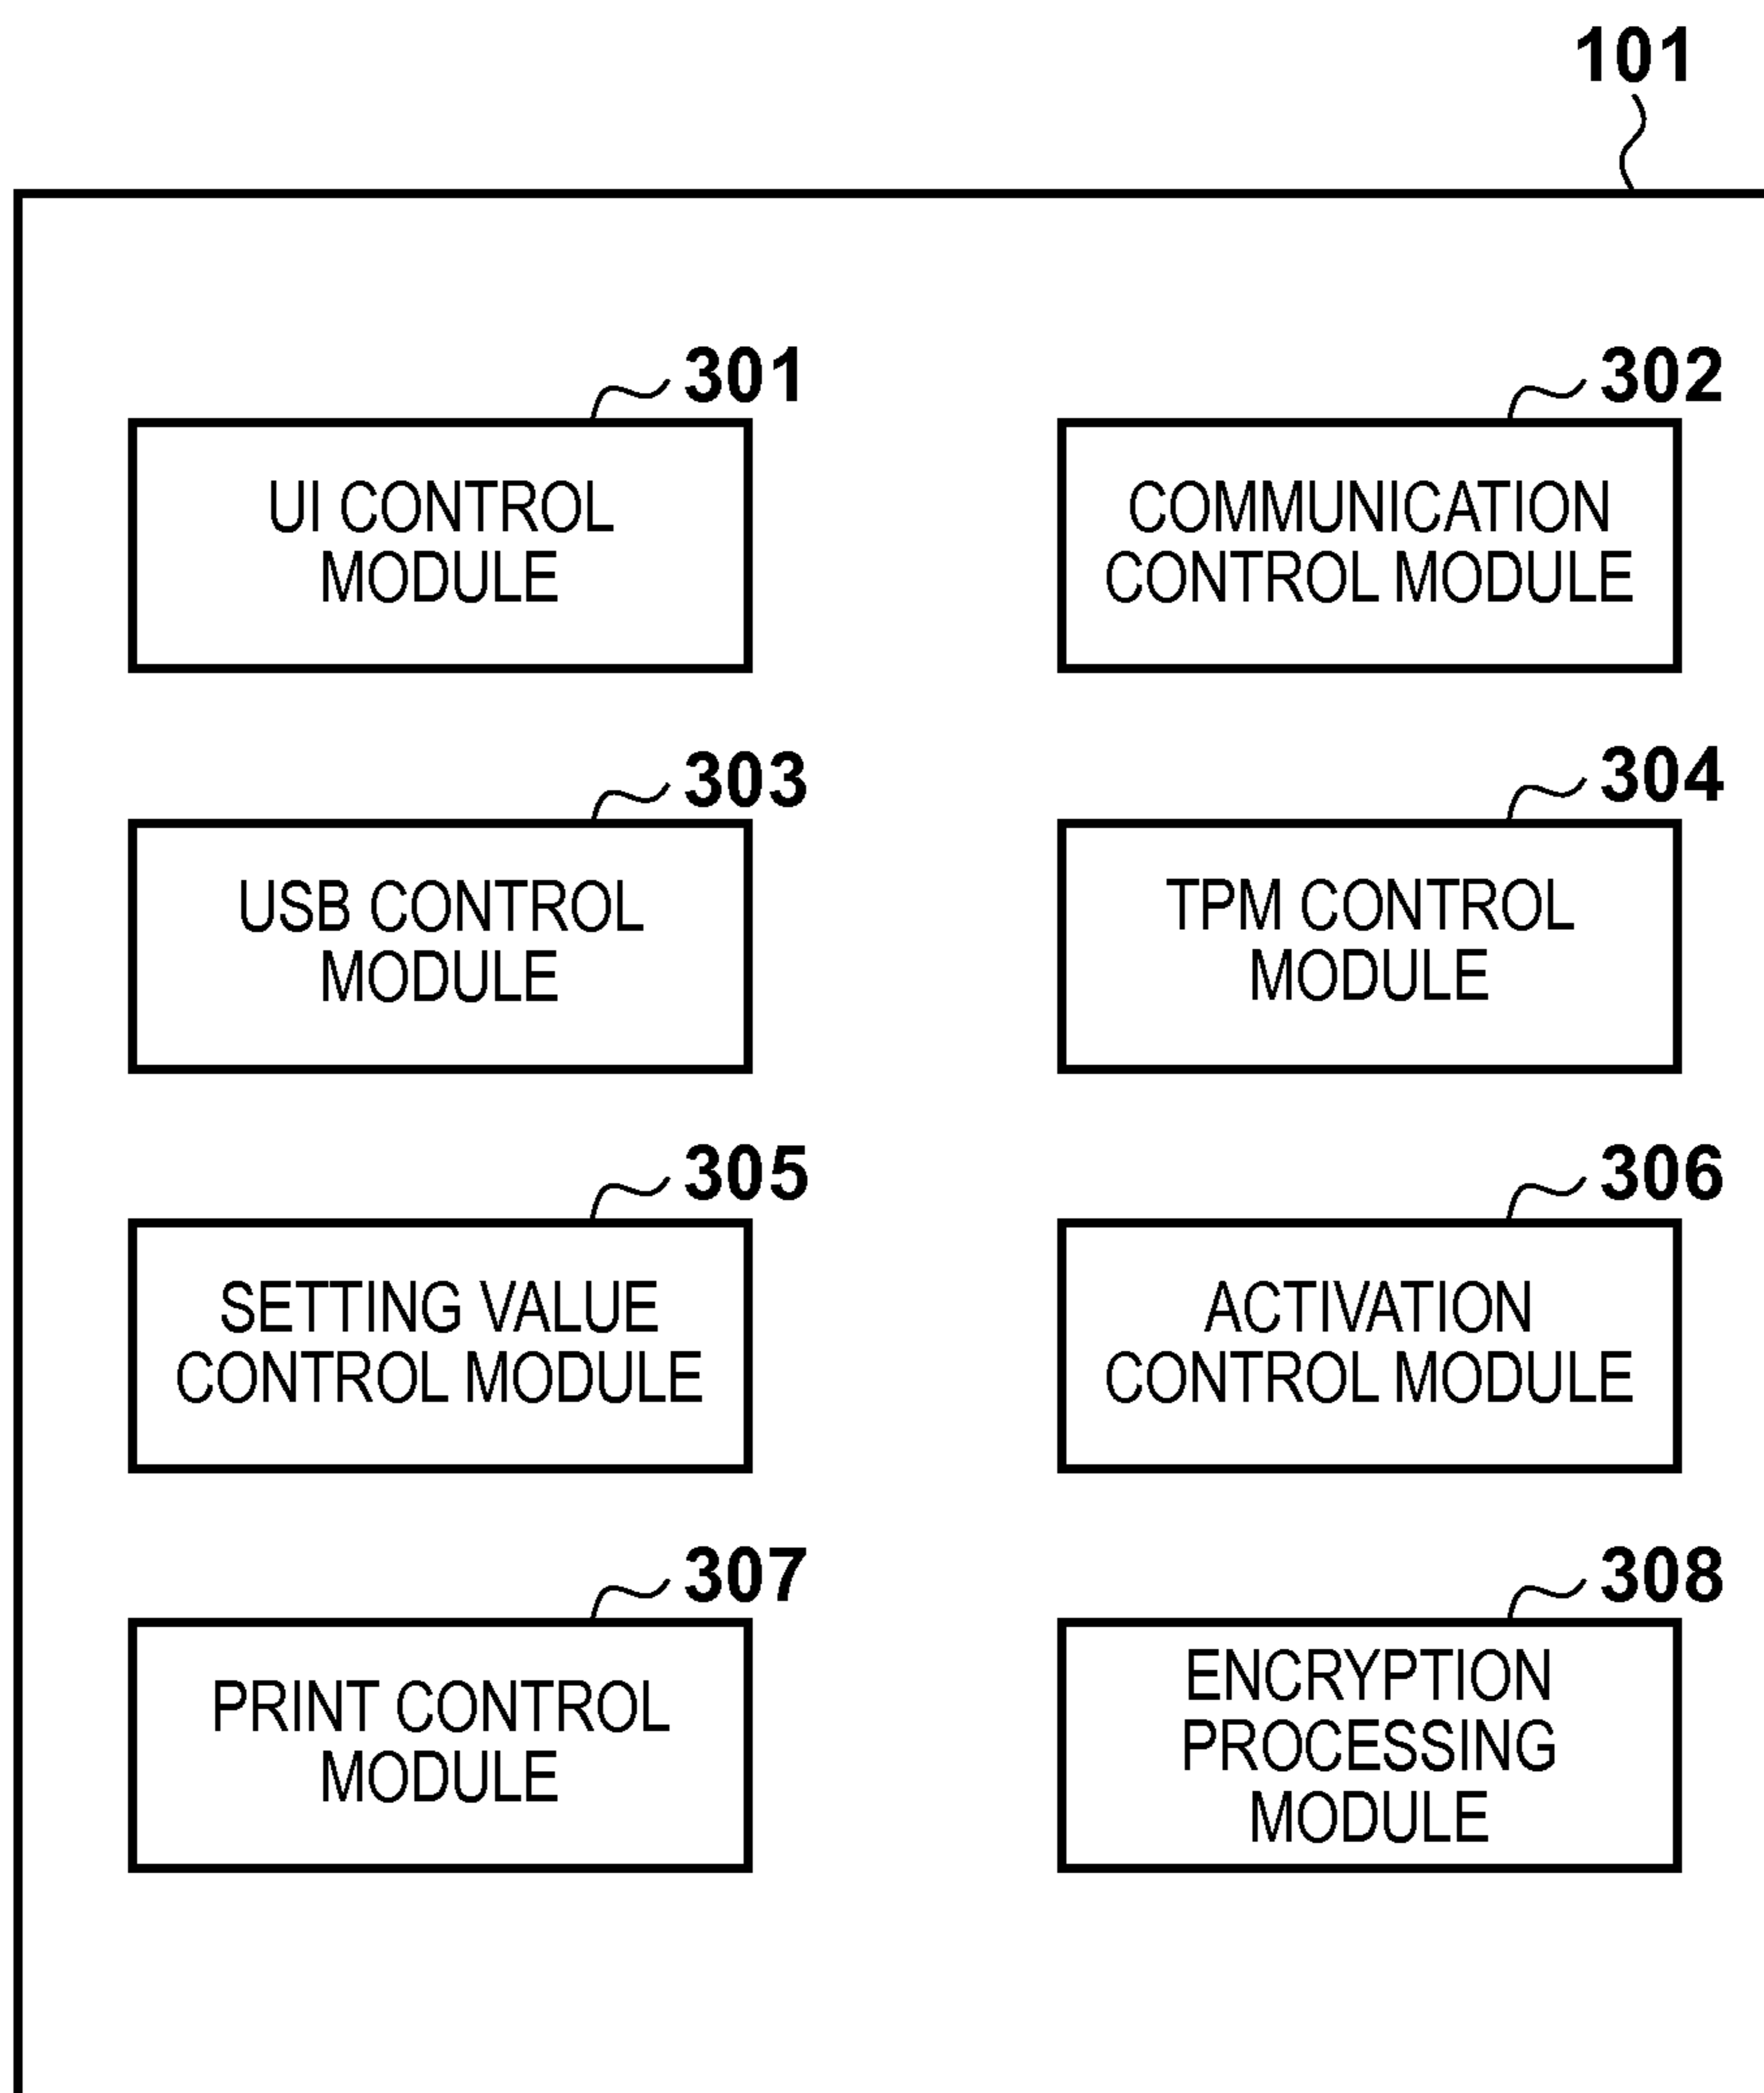 101
301
UI CONTROL
MODULE
302
COMMUNICATION
CONTROL MODULE
303
USB CONTROL
MODULE
304
TPM CONTROL
MODULE
305
SETTING VALUE
CONTROL MODULE
306
ACTIVATION
CONTROL MODULE
307
PRINT CONTROL
MODULE
308
ENCRYPTION
PROCESSING
MODULE